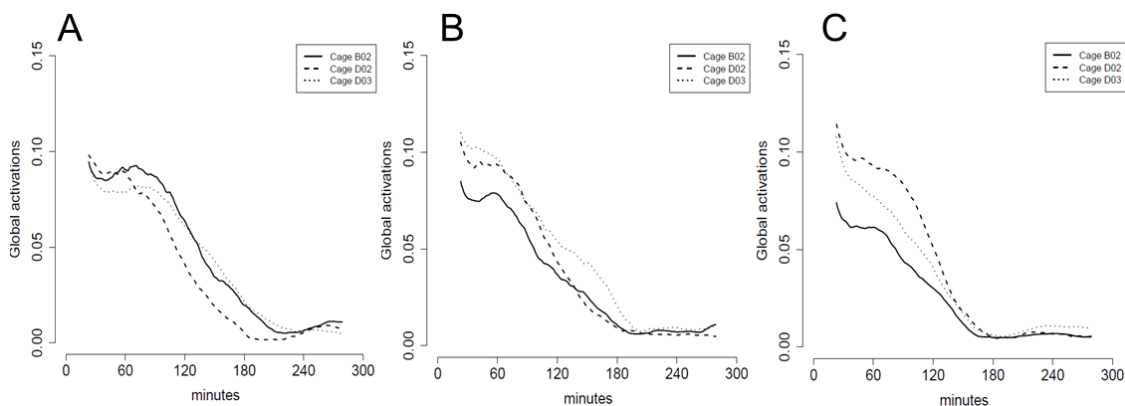 A
0.15
0.10
0.05
0.00
Global activations
Cage B02
Cage D02
Cage D03
0 60 120 180 240 300
minutes
B
0.15
0.10
0.05
0.00
Global activations
Cage B02
Cage D02
Cage D03
0 60 120 180 240 300
minutes
C
0.15
0.10
0.05
0.00
Global activations
Cage B02
Cage D02
Cage D03
0 60 120 180 240 300
minutes